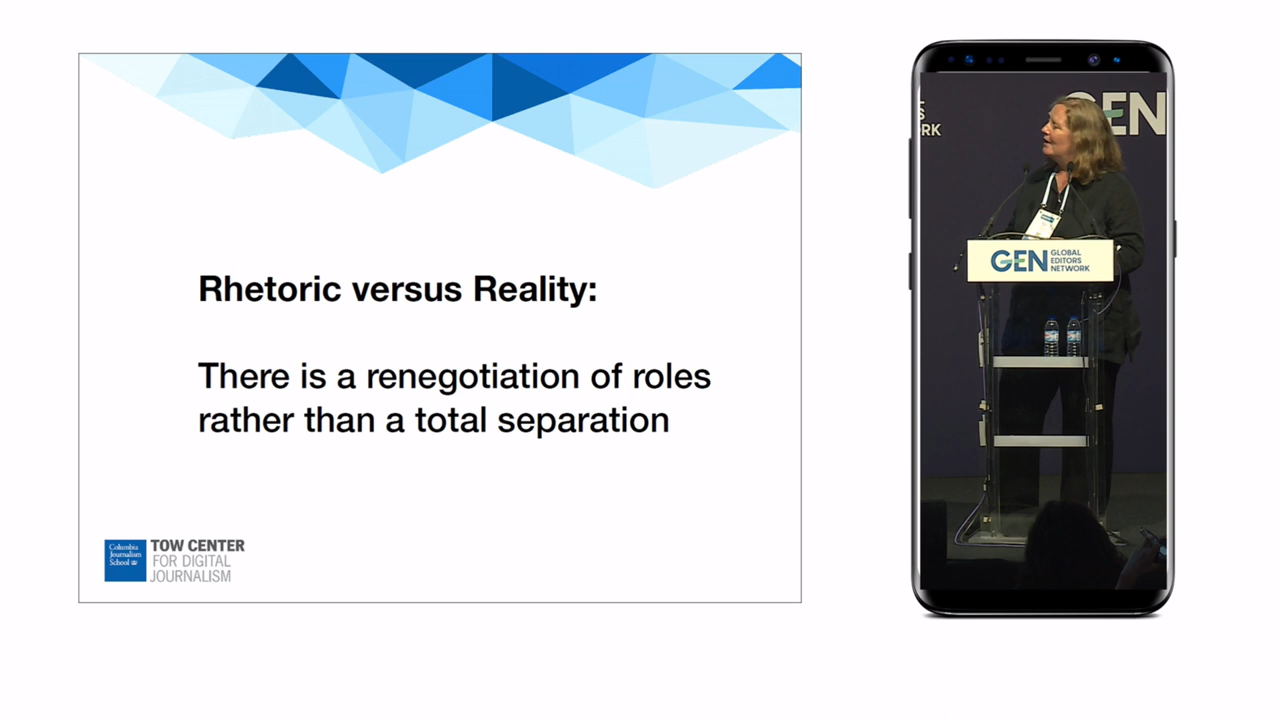 Rhetoric versus Reality:
There is a renegotiation of roles
rather than a total separation
Columbia
Journalism
School
TOW CENTER
FOR DIGITAL
JOURNALISM
RK
GEN
GEN
GLOBAL
EDITORS
NETWORK